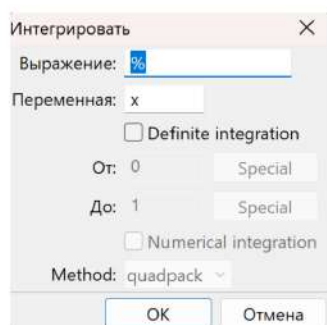 Интегрировать
Выражение: %
Переменная: x
Definite integration
От: 0 Special
До: 1 Special
Numerical integration
Method: quadpack
OK Отмена